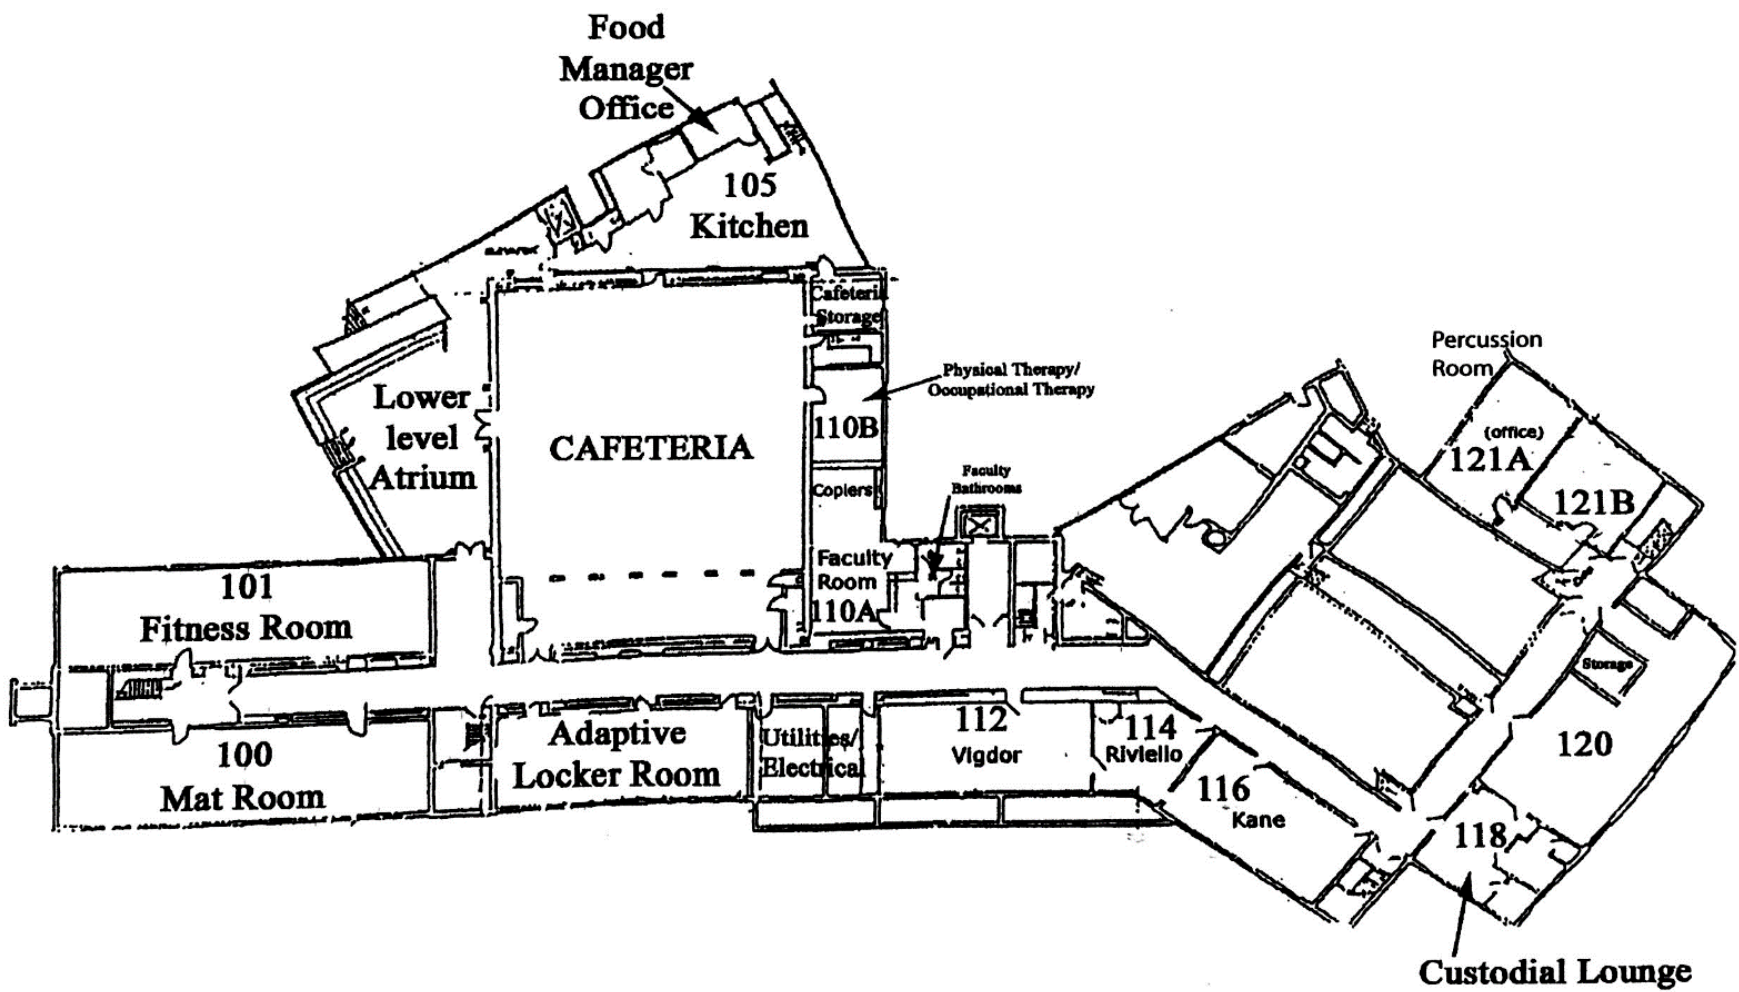 Food
Manager
Office
105
Kitchen
Cafeteria
Storage
Physical Therapy/
Occupational Therapy
110B
Lower
level
Atrium
CAFETERIA
Copiers
Faculty
Bathrooms
Faculty
Room
110A
Percussion
Room
(office)
121A
121B
101
Fitness Room
100
Mat Room
Adaptive
Locker Room
Utilities/
Electrical
112
Vigdor
114
Riviello
116
Kane
Storage
120
118
Custodial Lounge